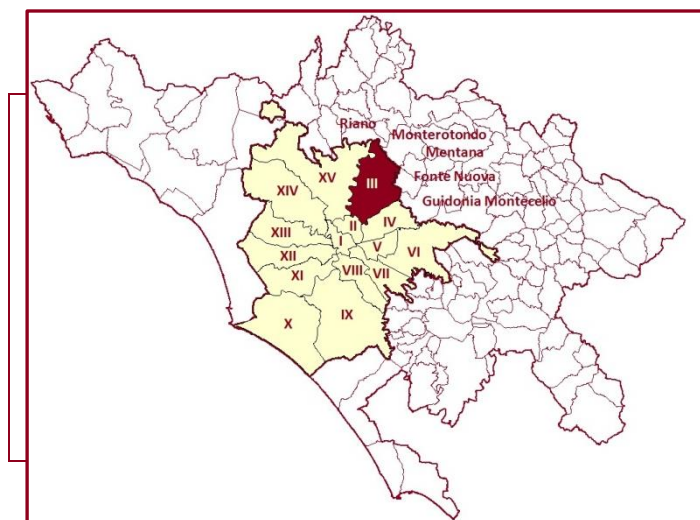 Riano
Monterotondo
Mentana
XV
III
Fonte Nuova
XIV
Guidonia Montecelio
II
IV
XIII
I
V
VI
XII
VIII
VII
XI
IX
X